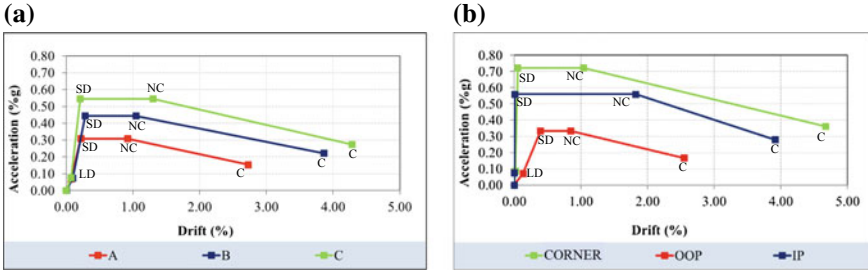 (a)
(b)
0.80
0.70
0.60
0.50
0.40
0.30
0.20
0.10
0.00
Acceleration (%g)
SD
NC
SD
NC
SD
NC
LD
C
C
C
0.00
1.00
2.00
3.00
4.00
5.00
Drift (%)
A
B
C
0.80
0.70
0.60
0.50
0.40
0.30
0.20
0.10
0.00
Acceleration (%g)
SD
NC
SD
NC
SD
NC
LD
C
C
C
0.00
1.00
2.00
3.00
4.00
5.00
Drift (%)
CORNER
OOP
IP